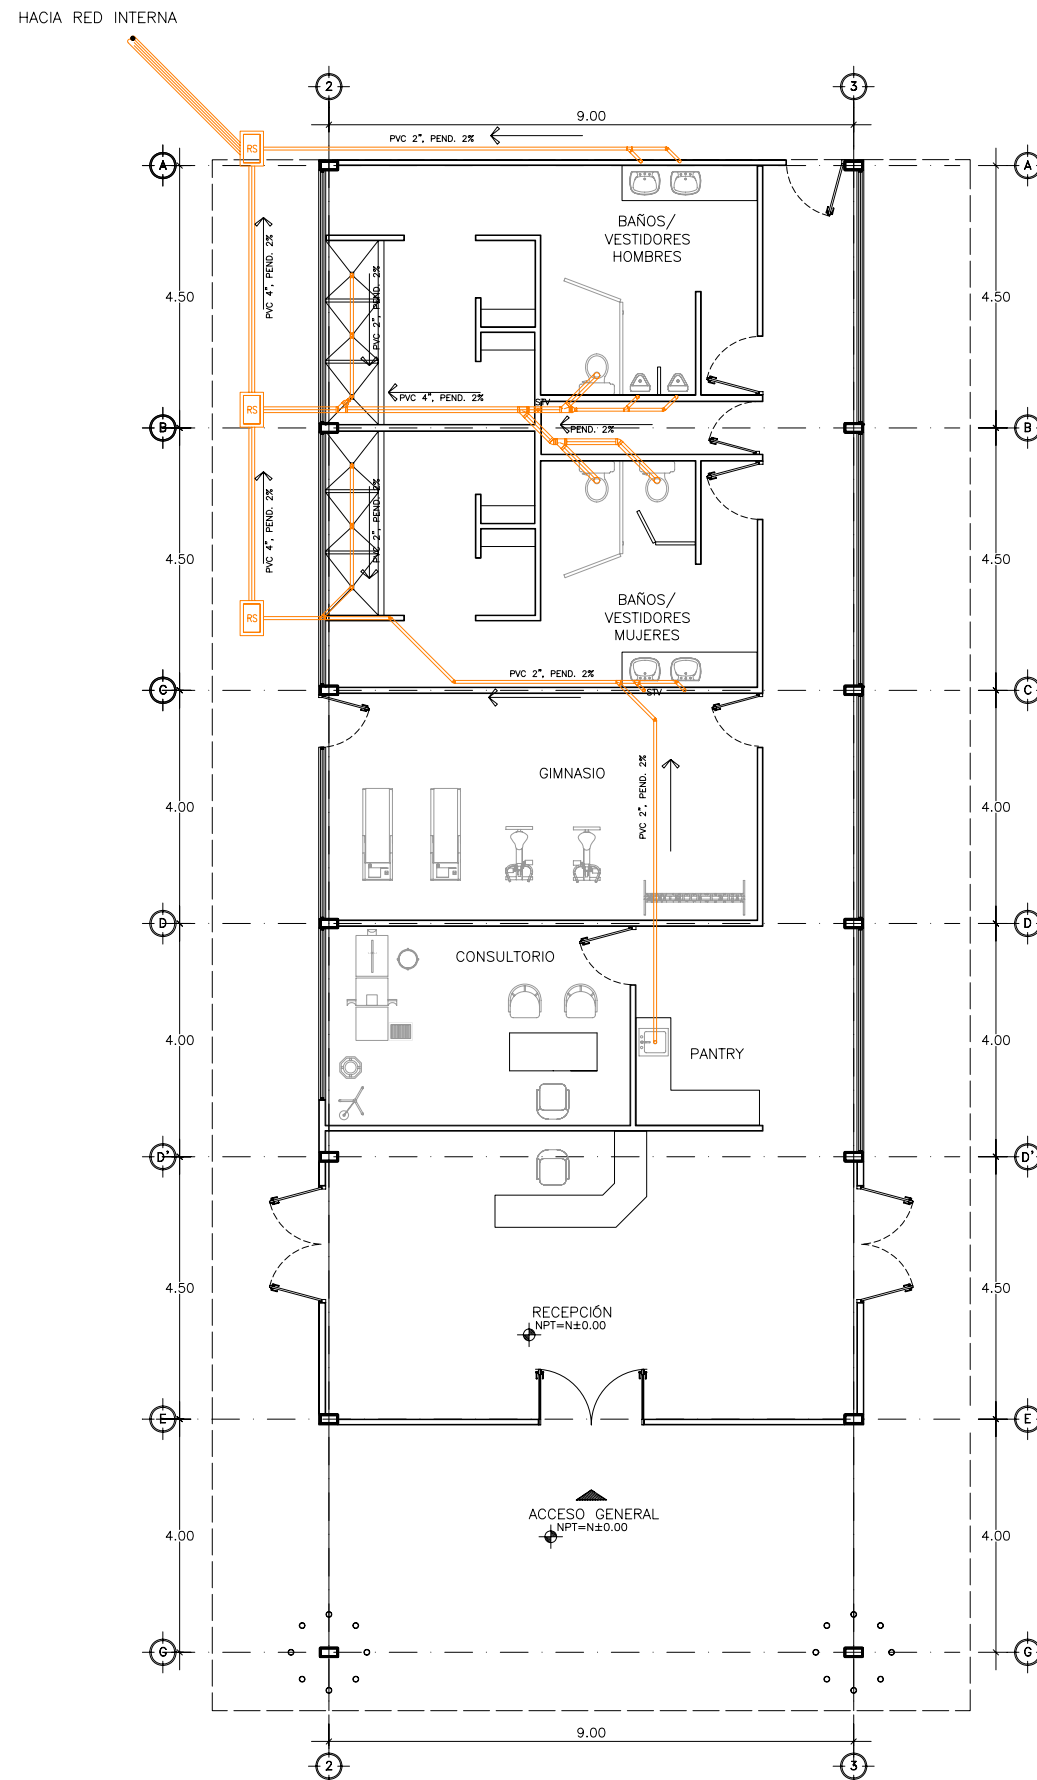 HACIA RED INTERNA
2
3
9.00
PVC 2", PEND. 2%
RS
A
A
A
A
BAÑOS/
VESTIDORES
HOMBRES
PVC 4", PEND. 2%
PVC 2", PEND. 2%
4.50
4.50
PVC 4", PEND. 2%
STV
RS
B
B
PEND. 2%
PVC 4", PEND. 2%
PVC 2", PEND. 2%
4.50
4.50
BAÑOS/
VESTIDORES
MUJERES
RS
PVC 2", PEND. 2%
STV
C
C
GIMNASIO
PVC 2", PEND. 2%
4.00
4.00
D
D
CONSULTORIO
4.00
4.00
PANTRY
D'
D'
4.50
4.50
RECEPCIÓN
NPT=N±0.00
E
E
ACCESO GENERAL
NPT=N±0.00
4.00
4.00
G
G
9.00
2
3